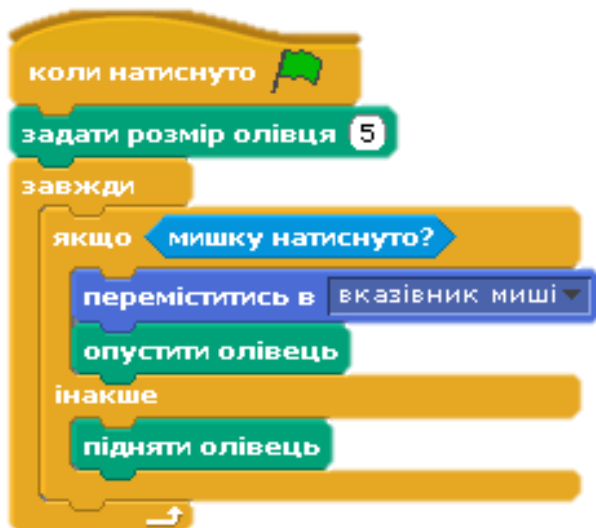 коли натиснуто
задати розмір олівця 5
завжди
якщо мишку натиснуто?
переміститись в вказівник миші
опустити олівець
інакше
підняти олівець